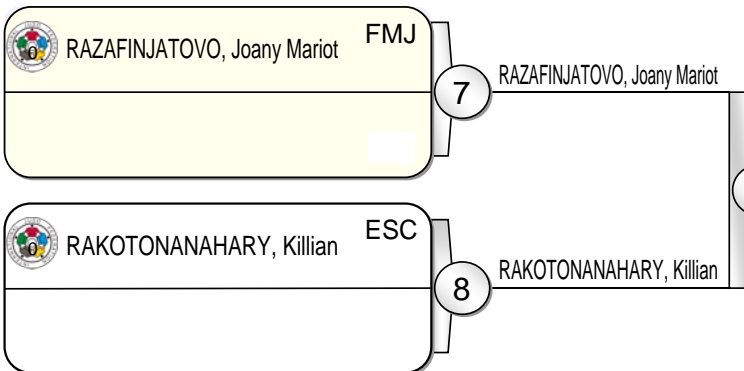 RAZAFINJATOVO, Joany Mariot FMJ
7
RAZAFINJATOVO, Joany Mariot
RAKOTONANAHARY, Killian ESC
8
RAKOTONANAHARY, Killian